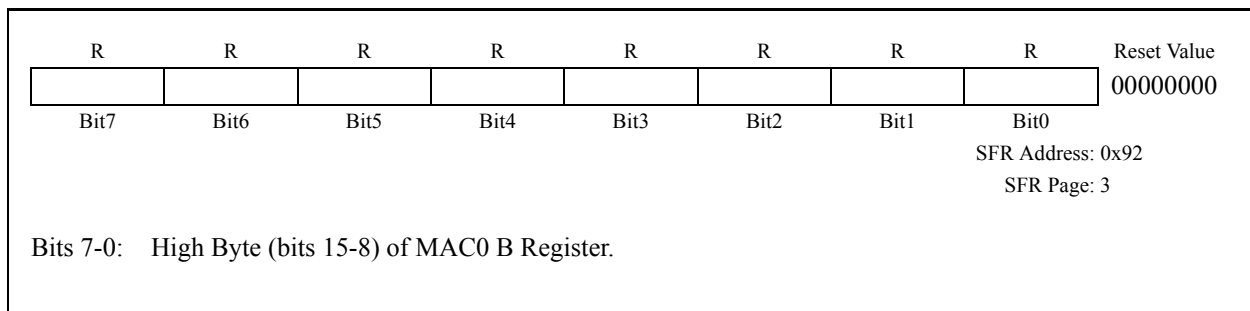 R R R R R R R R Reset Value
00000000
Bit7 Bit6 Bit5 Bit4 Bit3 Bit2 Bit1 Bit0
SFR Address: 0x92
SFR Page: 3
Bits 7-0: High Byte (bits 15-8) of MAC0 B Register.